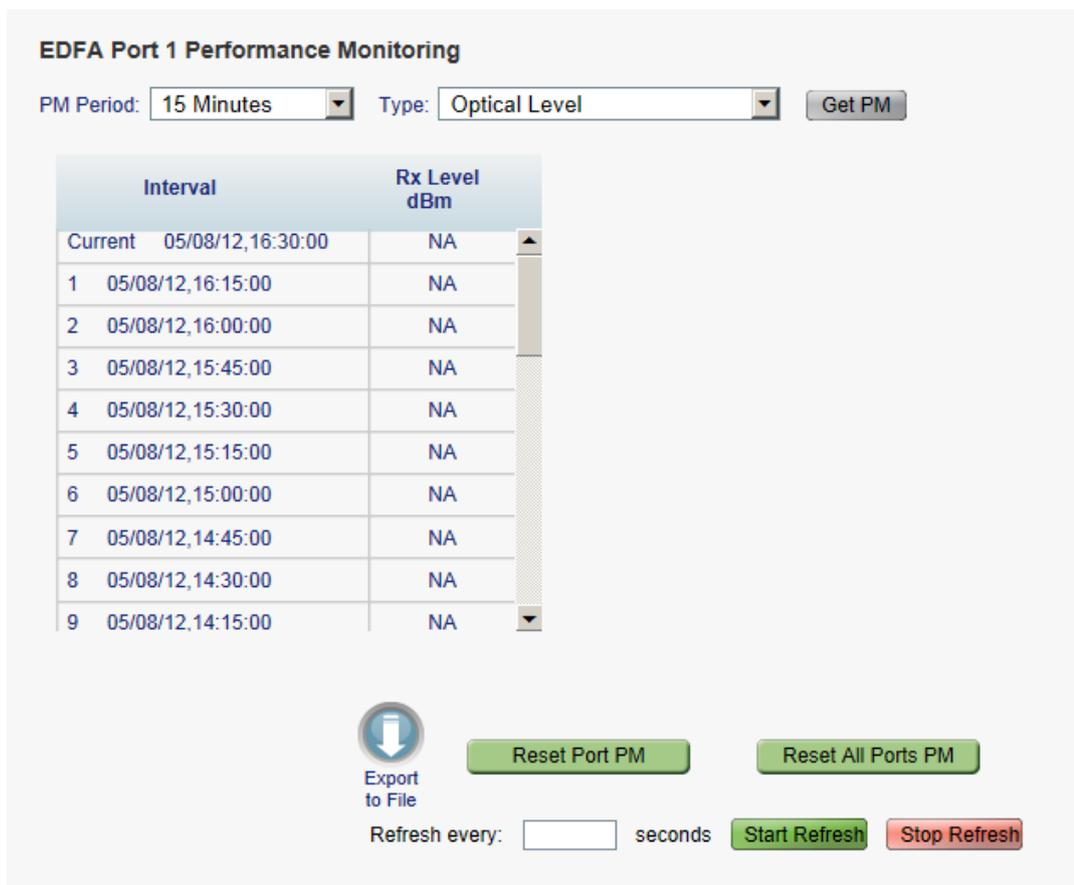 EDFA Port 1 Performance Monitoring
PM Period: 15 Minutes Type: Optical Level Get PM
Interval Rx Level dBm
Current 05/08/12,16:30:00 NA
1 05/08/12,16:15:00 NA
2 05/08/12,16:00:00 NA
3 05/08/12,15:45:00 NA
4 05/08/12,15:30:00 NA
5 05/08/12,15:15:00 NA
6 05/08/12,15:00:00 NA
7 05/08/12,14:45:00 NA
8 05/08/12,14:30:00 NA
9 05/08/12,14:15:00 NA
Export to File
Reset Port PM Reset All Ports PM
Refresh every: seconds Start Refresh Stop Refresh